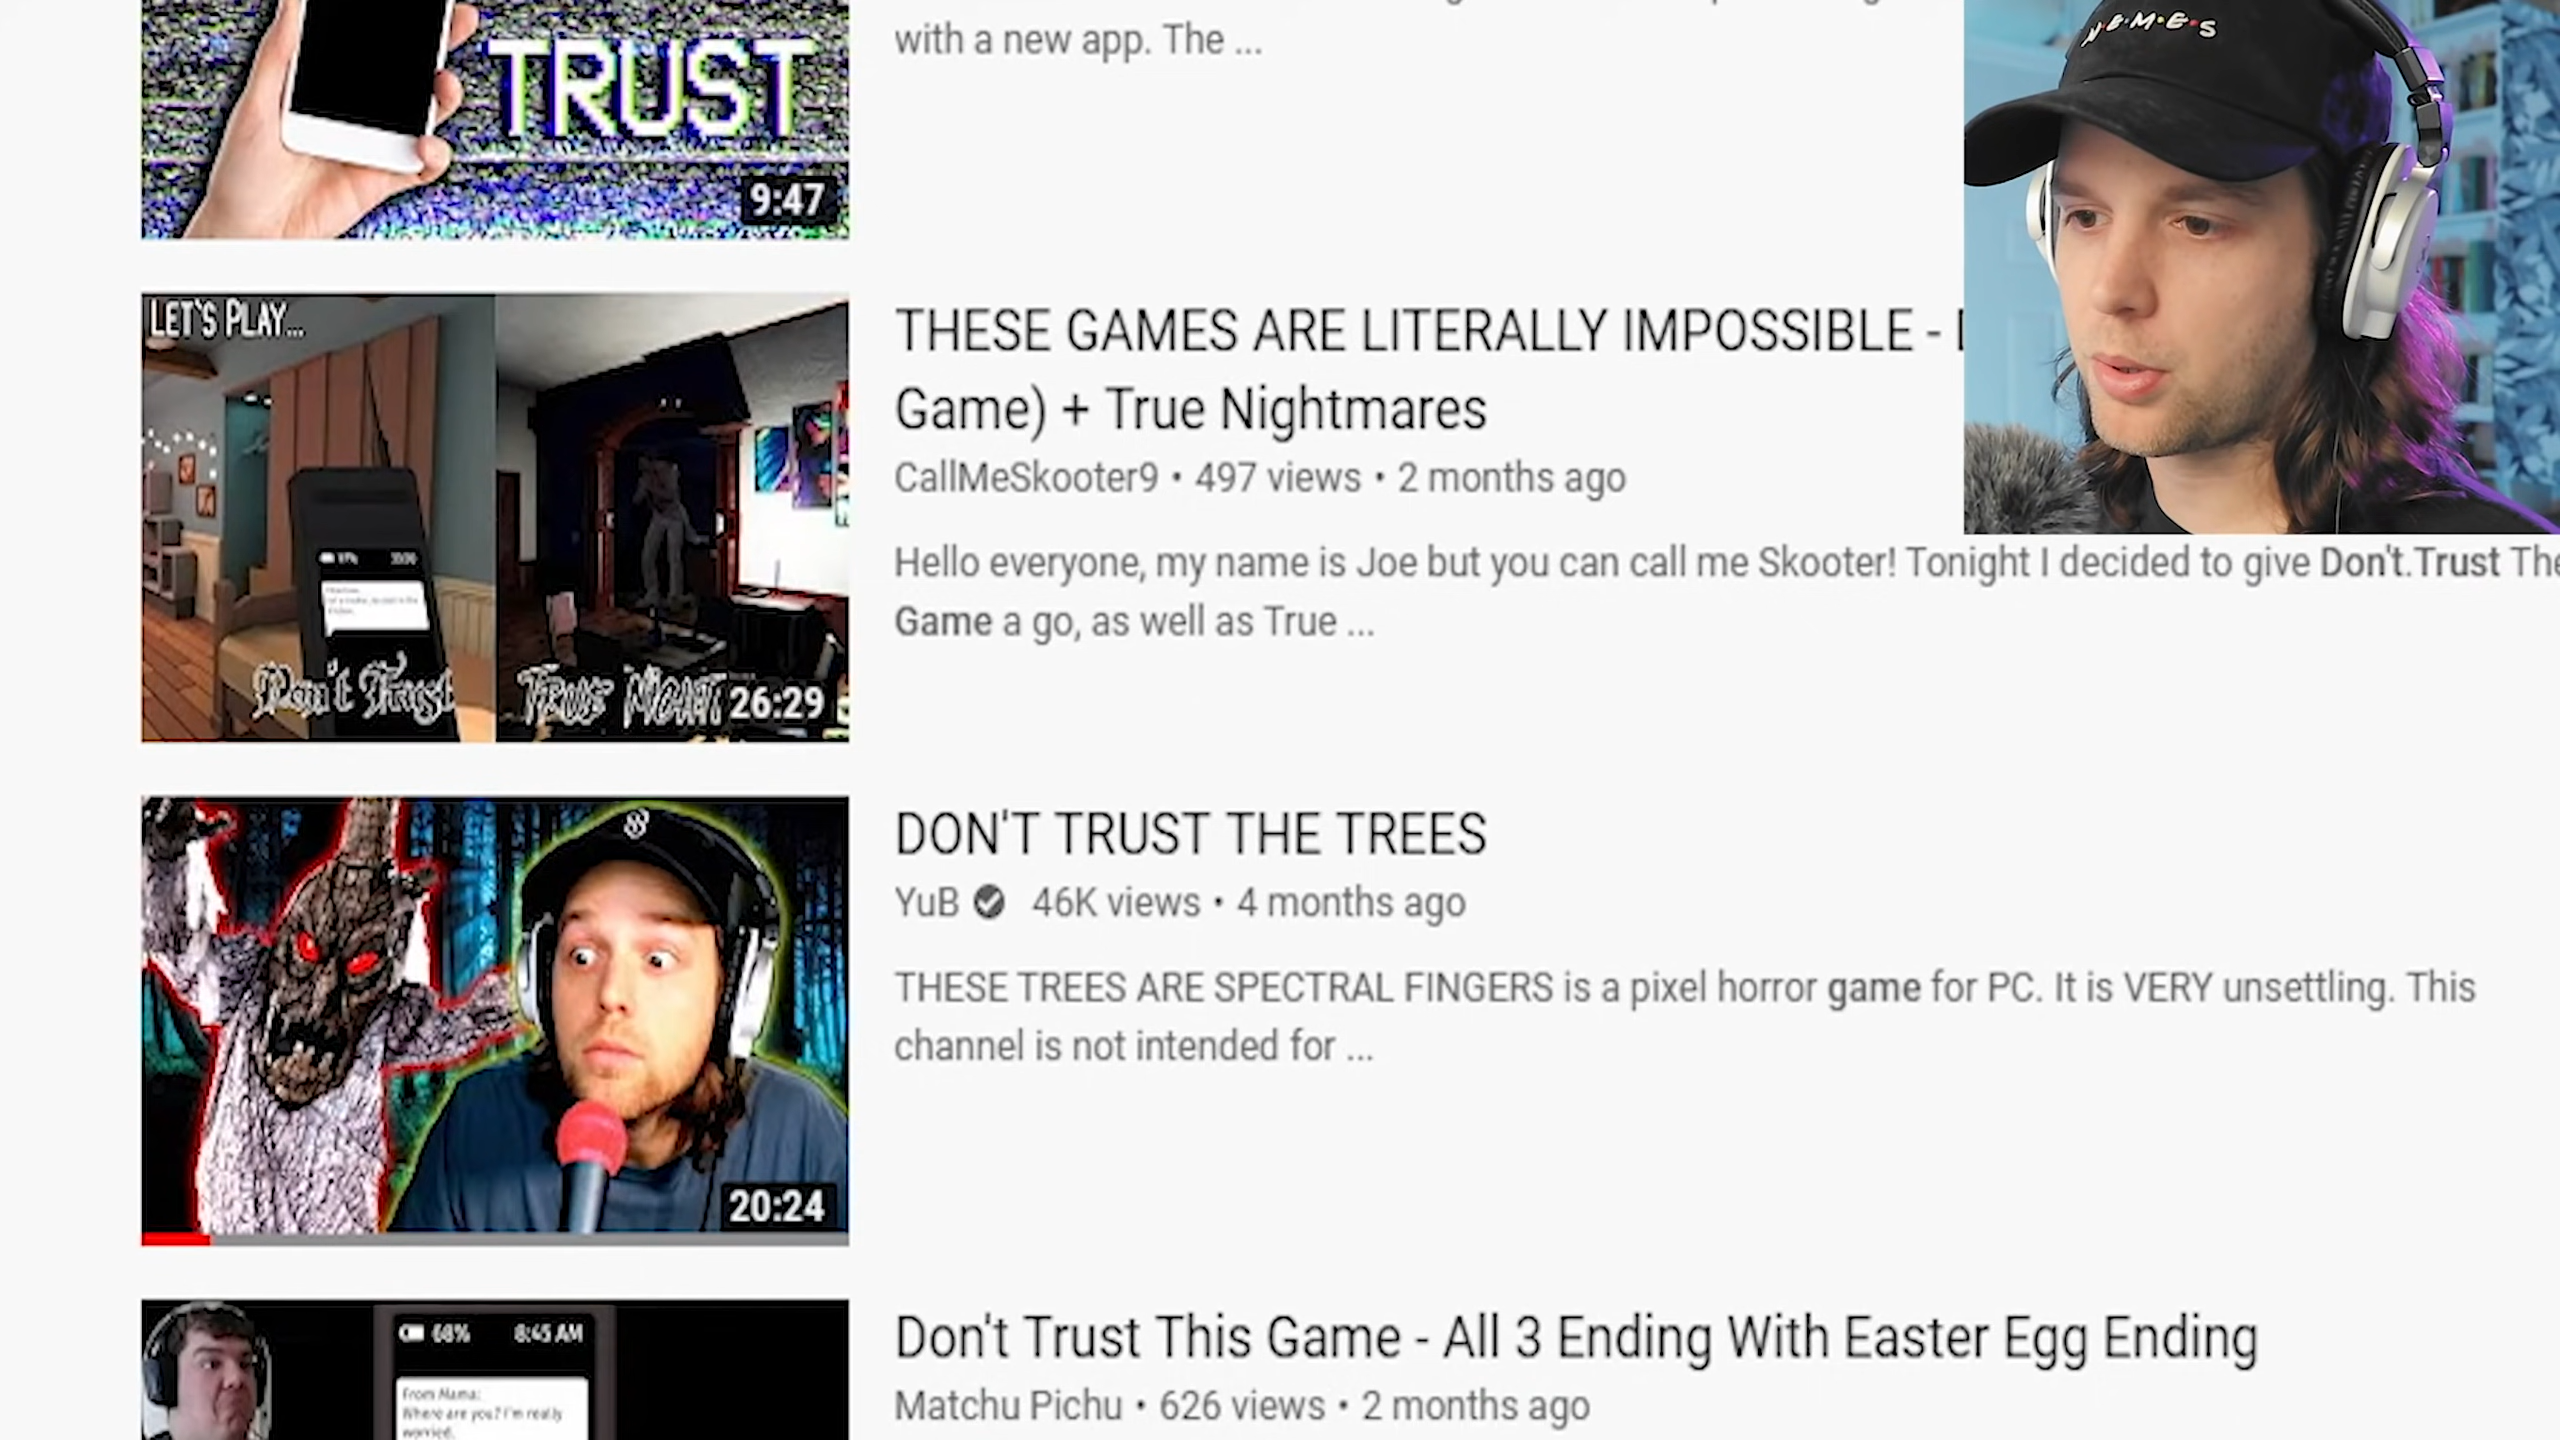 with a new app. The ...
N·E·M·E·S
TRUST
9:47
LET'S PLAY...
Don't Trust
TRUE NIGHT
26:29
THESE GAMES ARE LITERALLY IMPOSSIBLE -
Game) + True Nightmares
CallMeSkooter9 • 497 views • 2 months ago
Hello everyone, my name is Joe but you can call me Skooter! Tonight I decided to give Don't.Trust The
Game a go, as well as True ...
20:24
DON'T TRUST THE TREES
YuB 46K views • 4 months ago
THESE TREES ARE SPECTRAL FINGERS is a pixel horror game for PC. It is VERY unsettling. This
channel is not intended for ...
68% 8:45 AM
From Mama:
Where are you? I'm really
worried.
Don't Trust This Game - All 3 Ending With Easter Egg Ending
Matchu Pichu • 626 views • 2 months ago